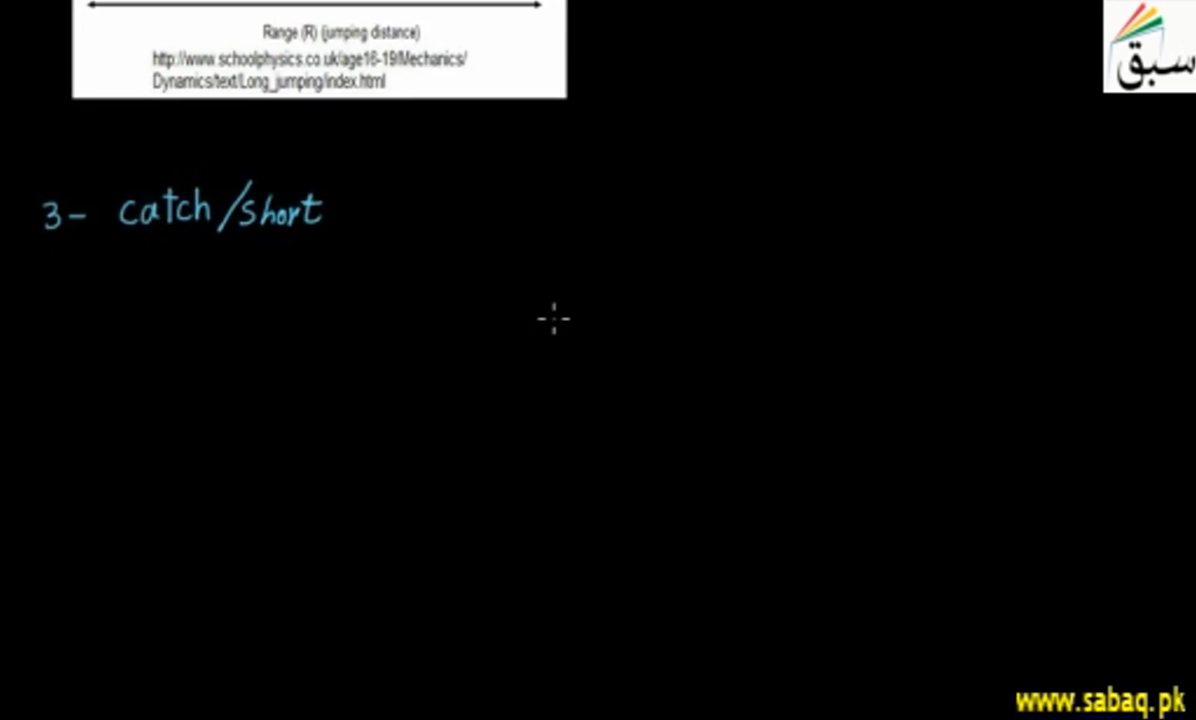 Range (R) (jumping distance)
http://www.schoolphysics.co.uk/age16-19/Mechanics/
Dynamics/text/Long_jumping/index.html
سبق
3- catch/short
www.sabaq.pk